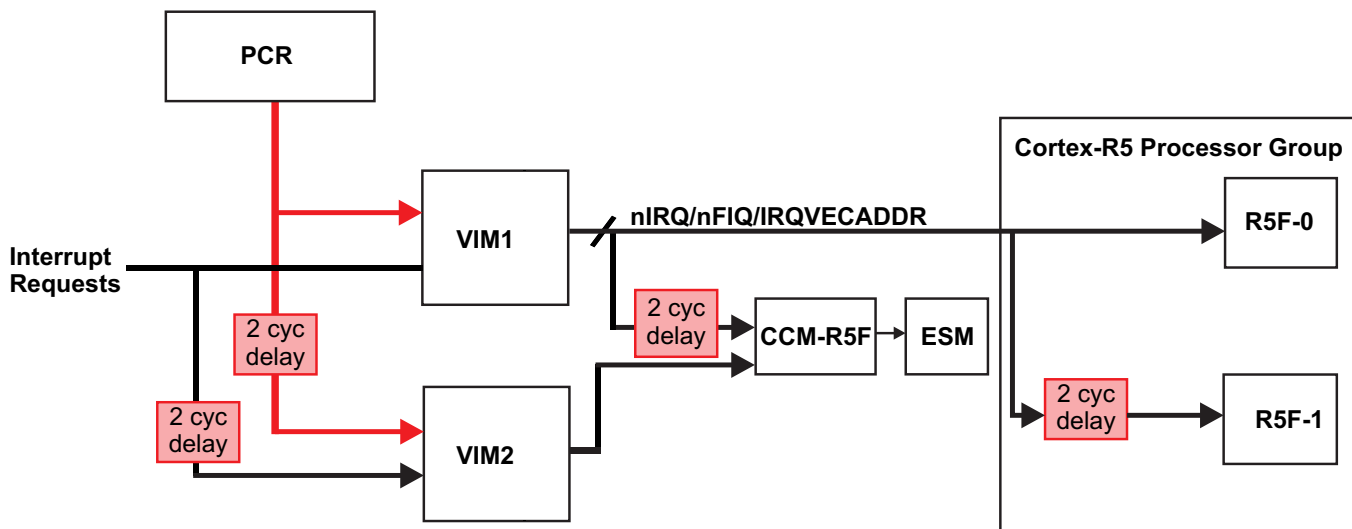 PCR
Cortex-R5 Processor Group
nIRQ/nFIQ/IRQVECADDR
VIM1
R5F-0
Interrupt
Requests
2 cyc
delay
2 cyc
delay
CCM-R5F
ESM
2 cyc
delay
2 cyc
delay
VIM2
R5F-1